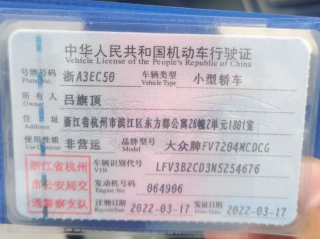 中华人民共和国机动车行驶证
Vehicle License of the People's Republic of China
号牌号码 浙A3EC50 车辆类型 小型轿车
Plate No. Vehicle Type
所有人 吕旗顶
Owner
住址 浙江省杭州市滨江区东方郡公寓26幢2单元1801室
Address
使用性质 非营运 品牌型号 大众牌FV7204NCDCG
Use Character Model
浙江省杭州
市公安局交
通警察支队
车辆识别代号 LFV3B2CD3N5254676
VIN
发动机号码 064906
Engine No.
注册日期 2022-03-17 发证日期 2022-03-17
Register Date Issue Date